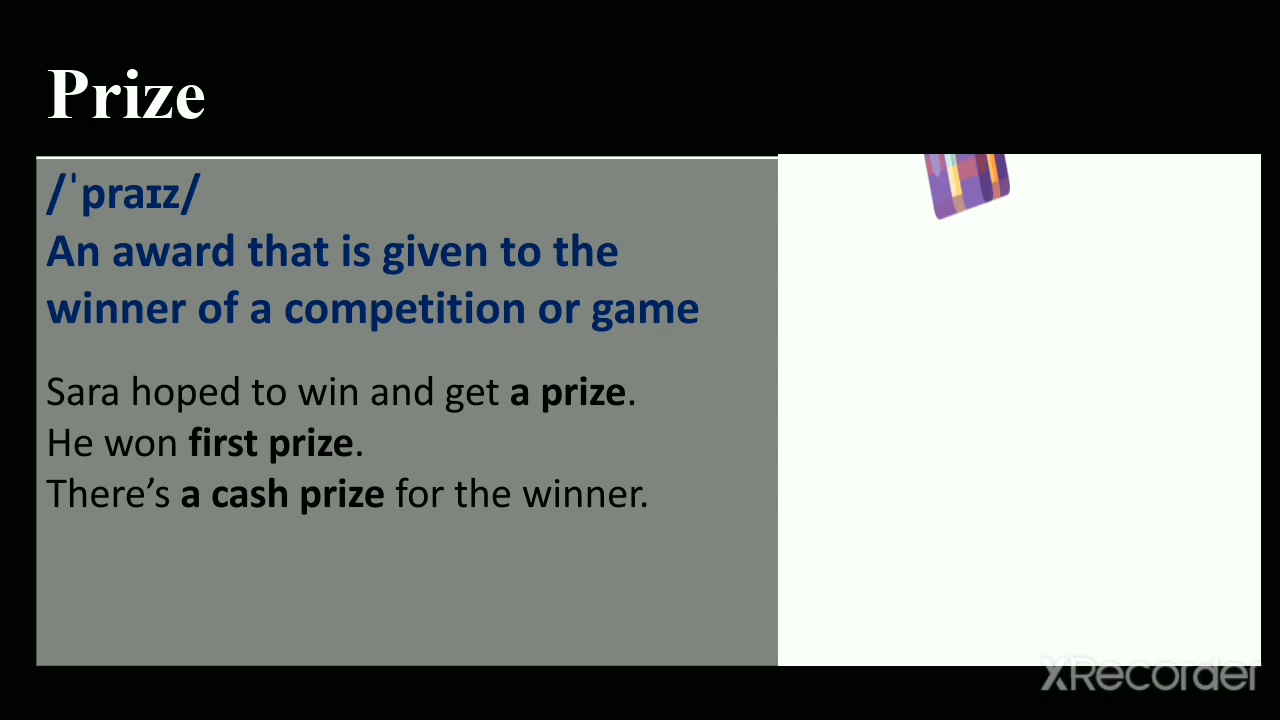 Prize
/ˈpraɪz/
An award that is given to the
winner of a competition or game
Sara hoped to win and get a prize.
He won first prize.
There’s a cash prize for the winner.
XRecorder